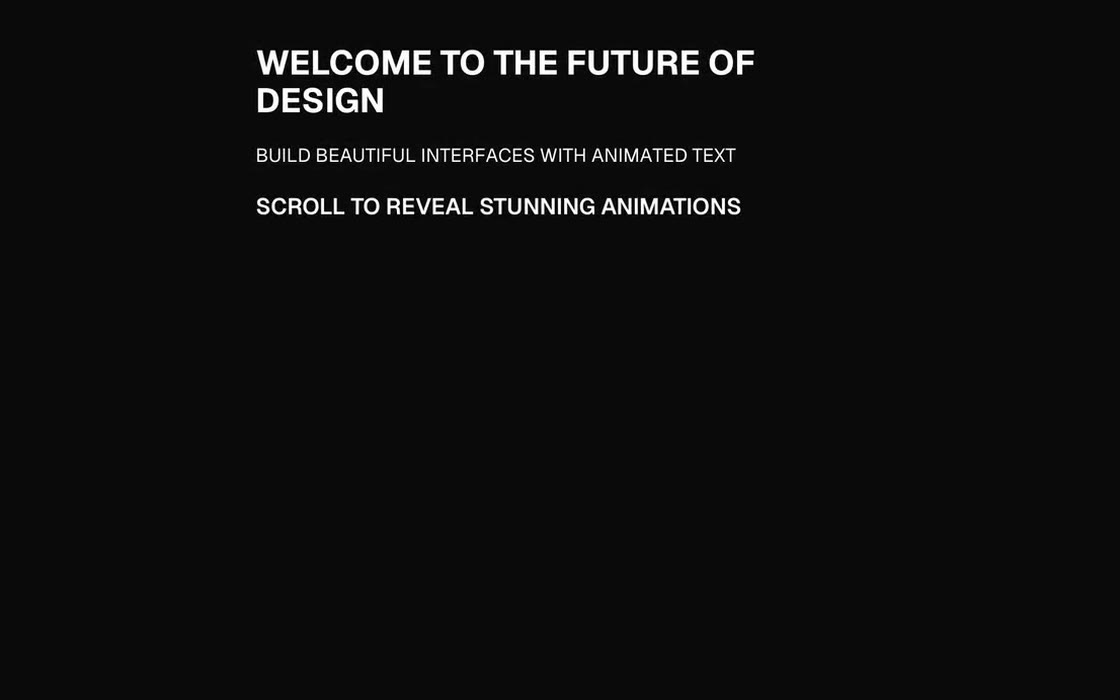 WELCOME TO THE FUTURE OF
DESIGN
BUILD BEAUTIFUL INTERFACES WITH ANIMATED TEXT
SCROLL TO REVEAL STUNNING ANIMATIONS